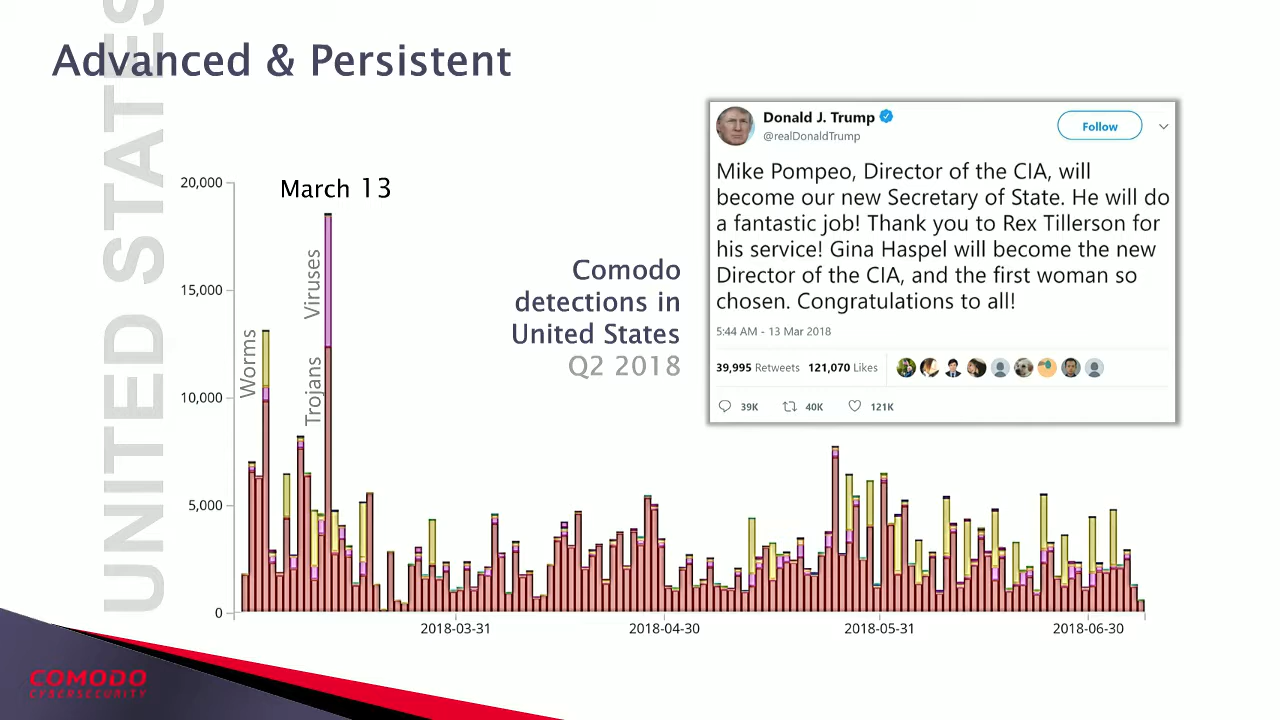 UNITED STATES
Advanced & Persistent
20,000
15,000
10,000
5,000
0
March 13
Worms
Trojans
Viruses
Comodo
detections in
United States
Q2 2018
2018-03-31
2018-04-30
2018-05-31
2018-06-30
Donald J. Trump
@realDonaldTrump
Follow
Mike Pompeo, Director of the CIA, will
become our new Secretary of State. He will do
a fantastic job! Thank you to Rex Tillerson for
his service! Gina Haspel will become the new
Director of the CIA, and the first woman so
chosen. Congratulations to all!
5:44 AM - 13 Mar 2018
39,995 Retweets 121,070 Likes
39K 40K 121K
COMODO
CYBERSECURITY